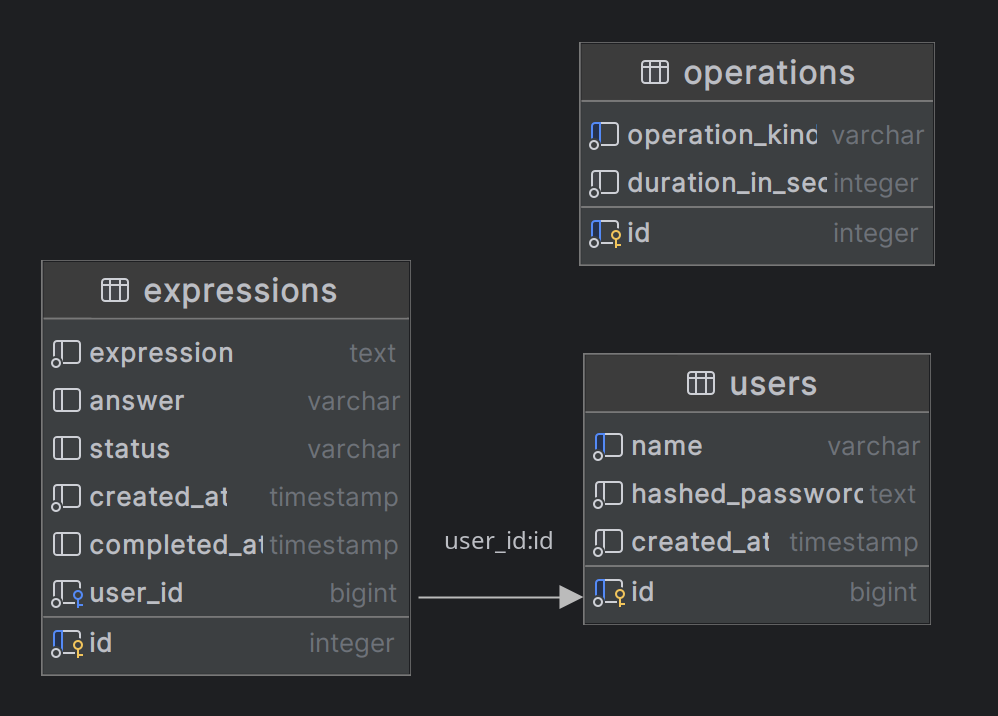 operations
operation_kind varchar
duration_in_sec integer
id integer
expressions
expression text
answer varchar
status varchar
created_at timestamp
completed_at timestamp
user_id bigint
id integer
user_id:id
users
name varchar
hashed_password text
created_at timestamp
id bigint